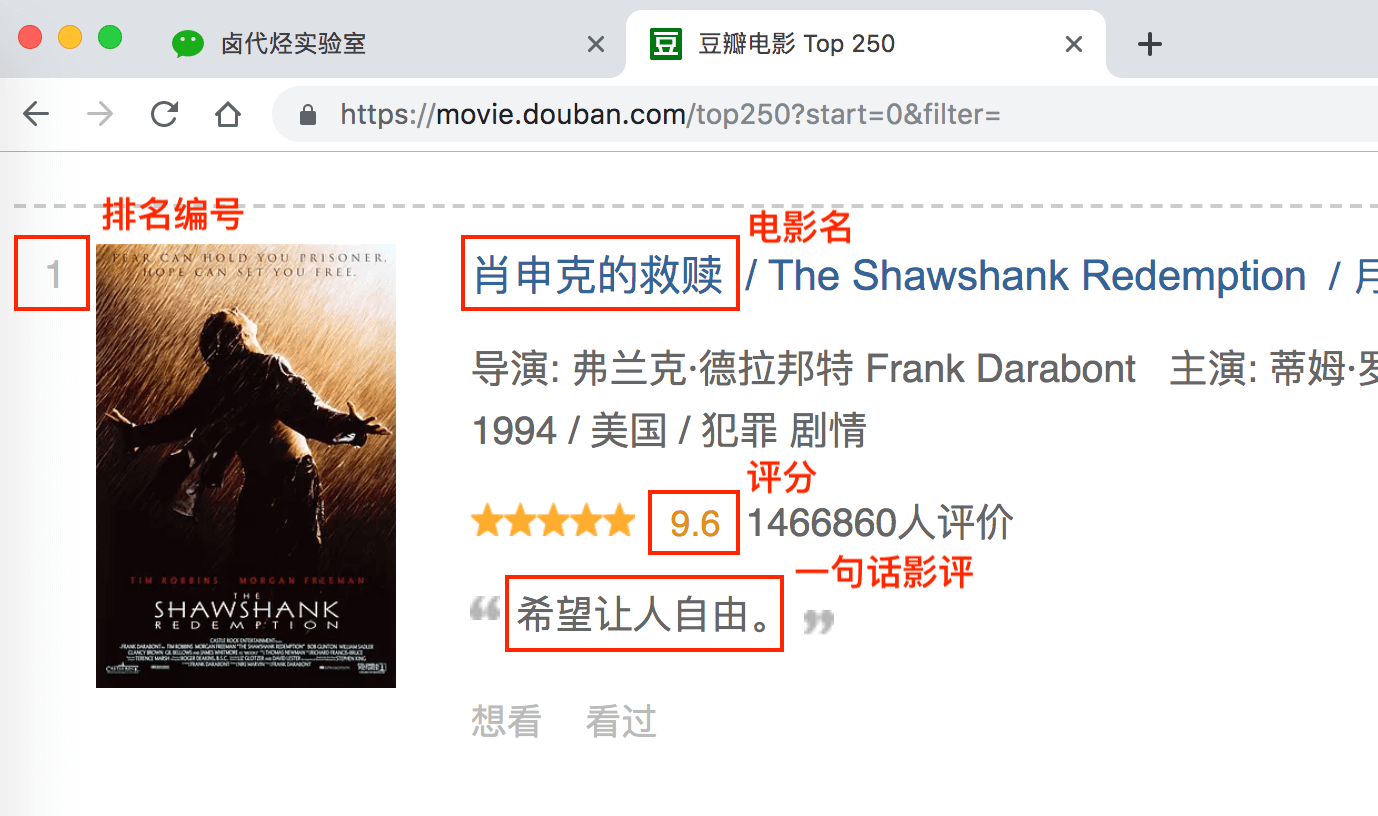 卤代烃实验室
豆瓣电影 Top 250
https://movie.douban.com/top250?start=0&filter=
排名编号
1
FEAR CAN HOLD YOU PRISONER.
HOPE CAN SET YOU FREE.
TIM ROBBINS MORGAN FREEMAN
THE
SHAWSHANK
REDEMPTION
电影名
肖申克的救赎 / The Shawshank Redemption / 月
导演: 弗兰克·德拉邦特 Frank Darabont 主演: 蒂姆·罗
1994 / 美国 / 犯罪 剧情
评分
9.6 1466860人评价
一句话影评
“希望让人自由。”
想看 看过